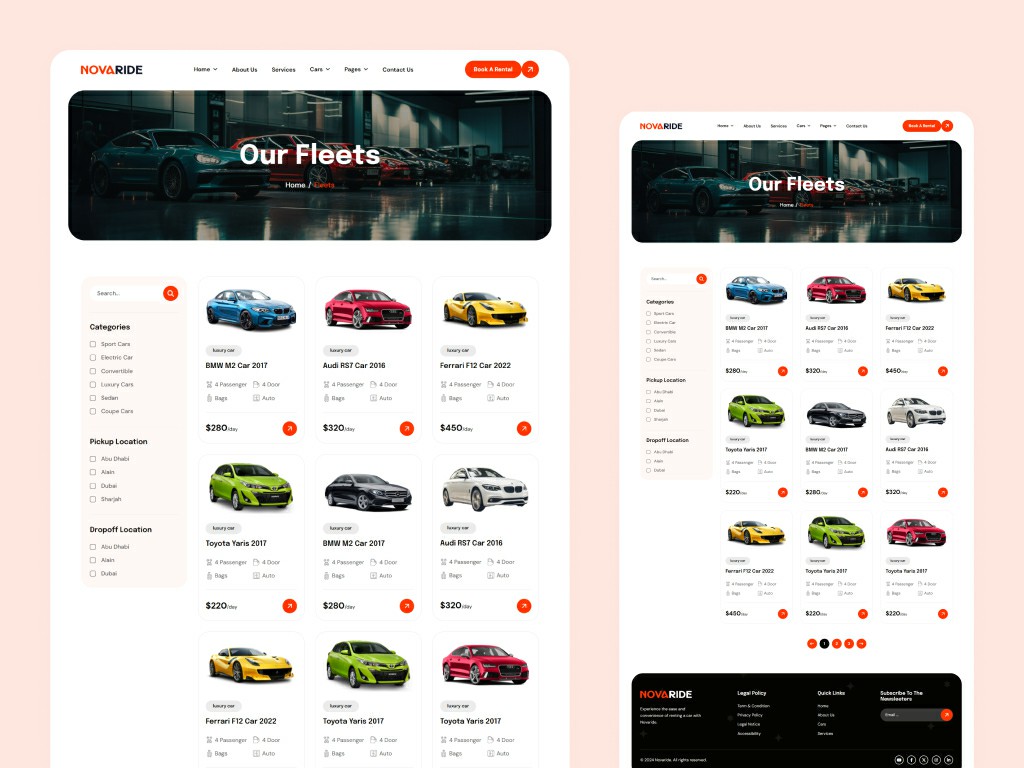 NOVARIDE
Home
About Us
Services
Cars
Pages
Contact Us
Book A Rental
Our Fleets
Home / Fleets
Search...
Categories
Sport Cars
Electric Car
Convertible
Luxury Cars
Sedan
Coupe Cars
Pickup Location
Abu Dhabi
Alain
Dubai
Sharjah
Dropoff Location
Abu Dhabi
Alain
Dubai
luxury car
BMW M2 Car 2017
4 Passenger
4 Door
Bags
Auto
$280/day
luxury car
Audi RS7 Car 2016
4 Passenger
4 Door
Bags
Auto
$320/day
luxury car
Ferrari F12 Car 2022
4 Passenger
4 Door
Bags
Auto
$450/day
luxury car
Toyota Yaris 2017
4 Passenger
4 Door
Bags
Auto
$220/day
luxury car
BMW M2 Car 2017
4 Passenger
4 Door
Bags
Auto
$280/day
luxury car
Audi RS7 Car 2016
4 Passenger
4 Door
Bags
Auto
$320/day
luxury car
Ferrari F12 Car 2022
4 Passenger
4 Door
Bags
Auto
luxury car
Toyota Yaris 2017
4 Passenger
4 Door
Bags
Auto
luxury car
Toyota Yaris 2017
4 Passenger
4 Door
Bags
Auto
NOVARIDE
Home
About Us
Services
Cars
Pages
Contact Us
Book A Rental
Our Fleets
Home / Fleets
Search...
Categories
Sport Cars
Electric Car
Convertible
Luxury Cars
Sedan
Coupe Cars
Pickup Location
Abu Dhabi
Alain
Dubai
Sharjah
Dropoff Location
Abu Dhabi
Alain
Dubai
luxury car
BMW M2 Car 2017
4 Passenger
4 Door
Bags
Auto
$280/day
luxury car
Audi RS7 Car 2016
4 Passenger
4 Door
Bags
Auto
$320/day
luxury car
Ferrari F12 Car 2022
4 Passenger
4 Door
Bags
Auto
$450/day
luxury car
Toyota Yaris 2017
4 Passenger
4 Door
Bags
Auto
$220/day
luxury car
BMW M2 Car 2017
4 Passenger
4 Door
Bags
Auto
$280/day
luxury car
Audi RS7 Car 2016
4 Passenger
4 Door
Bags
Auto
$320/day
luxury car
Ferrari F12 Car 2022
4 Passenger
4 Door
Bags
Auto
$450/day
luxury car
Toyota Yaris 2017
4 Passenger
4 Door
Bags
Auto
$220/day
luxury car
Toyota Yaris 2017
4 Passenger
4 Door
Bags
Auto
$220/day
1
2
3
NOVARIDE
Experience the ease and
convenience of renting a car with
Novaride.
Legal Policy
Term & Condition
Privacy Policy
Legal Notice
Accessibility
Quick Links
Home
About Us
Cars
Services
Subscribe To The
Newsleeters
Email ...
© 2024 Novaride. All rights reserved.